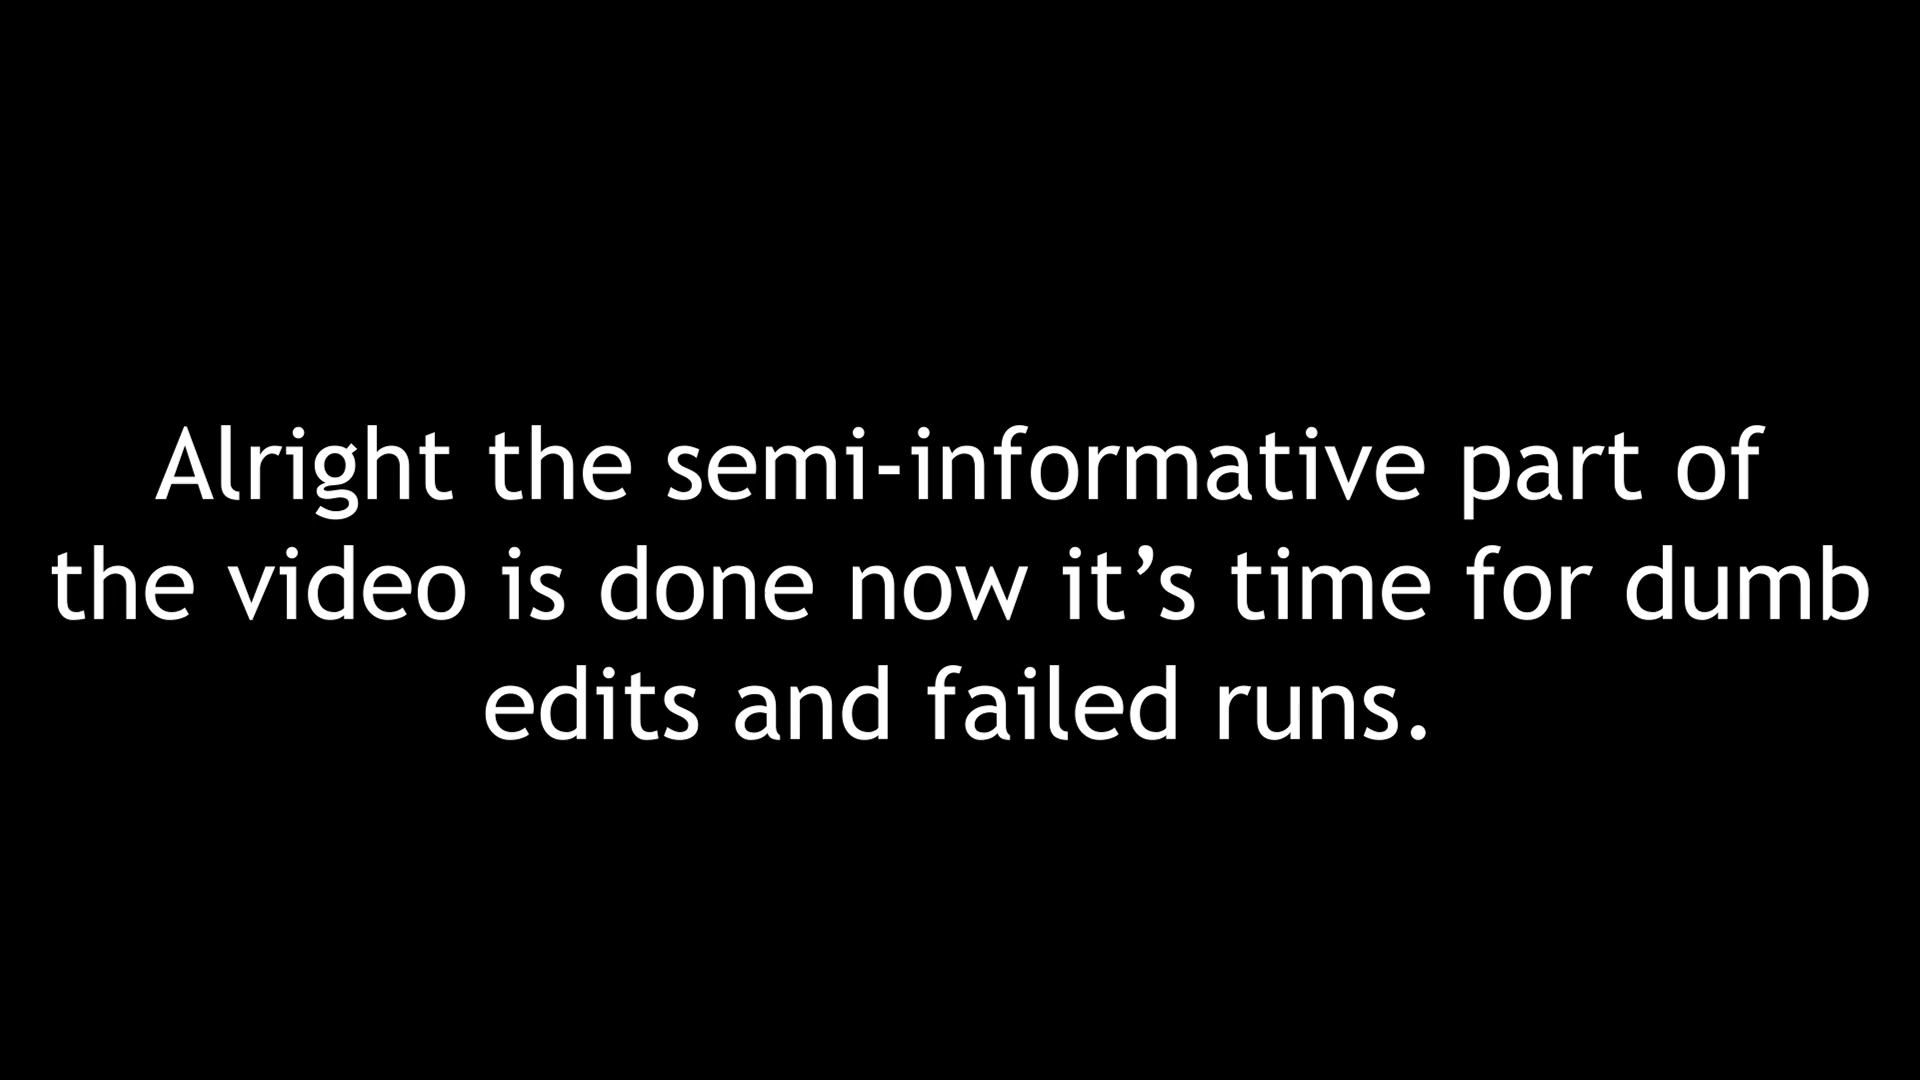 Alright the semi-informative part of
the video is done now it’s time for dumb
edits and failed runs.